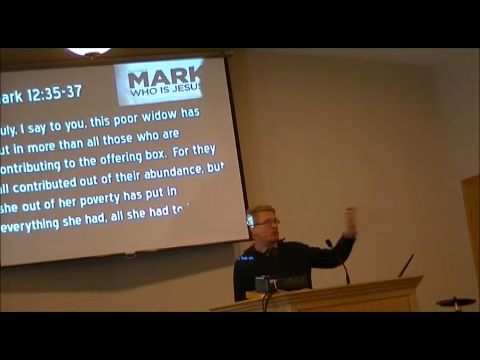 ark 12:35-37
MARK
WHO IS JESUS
uly, I say to you, this poor widow has
ut in more than all those who are
ontributing to the offering box. For they
ll contributed out of their abundance, but
she out of her poverty has put in
everything she had, all she had to